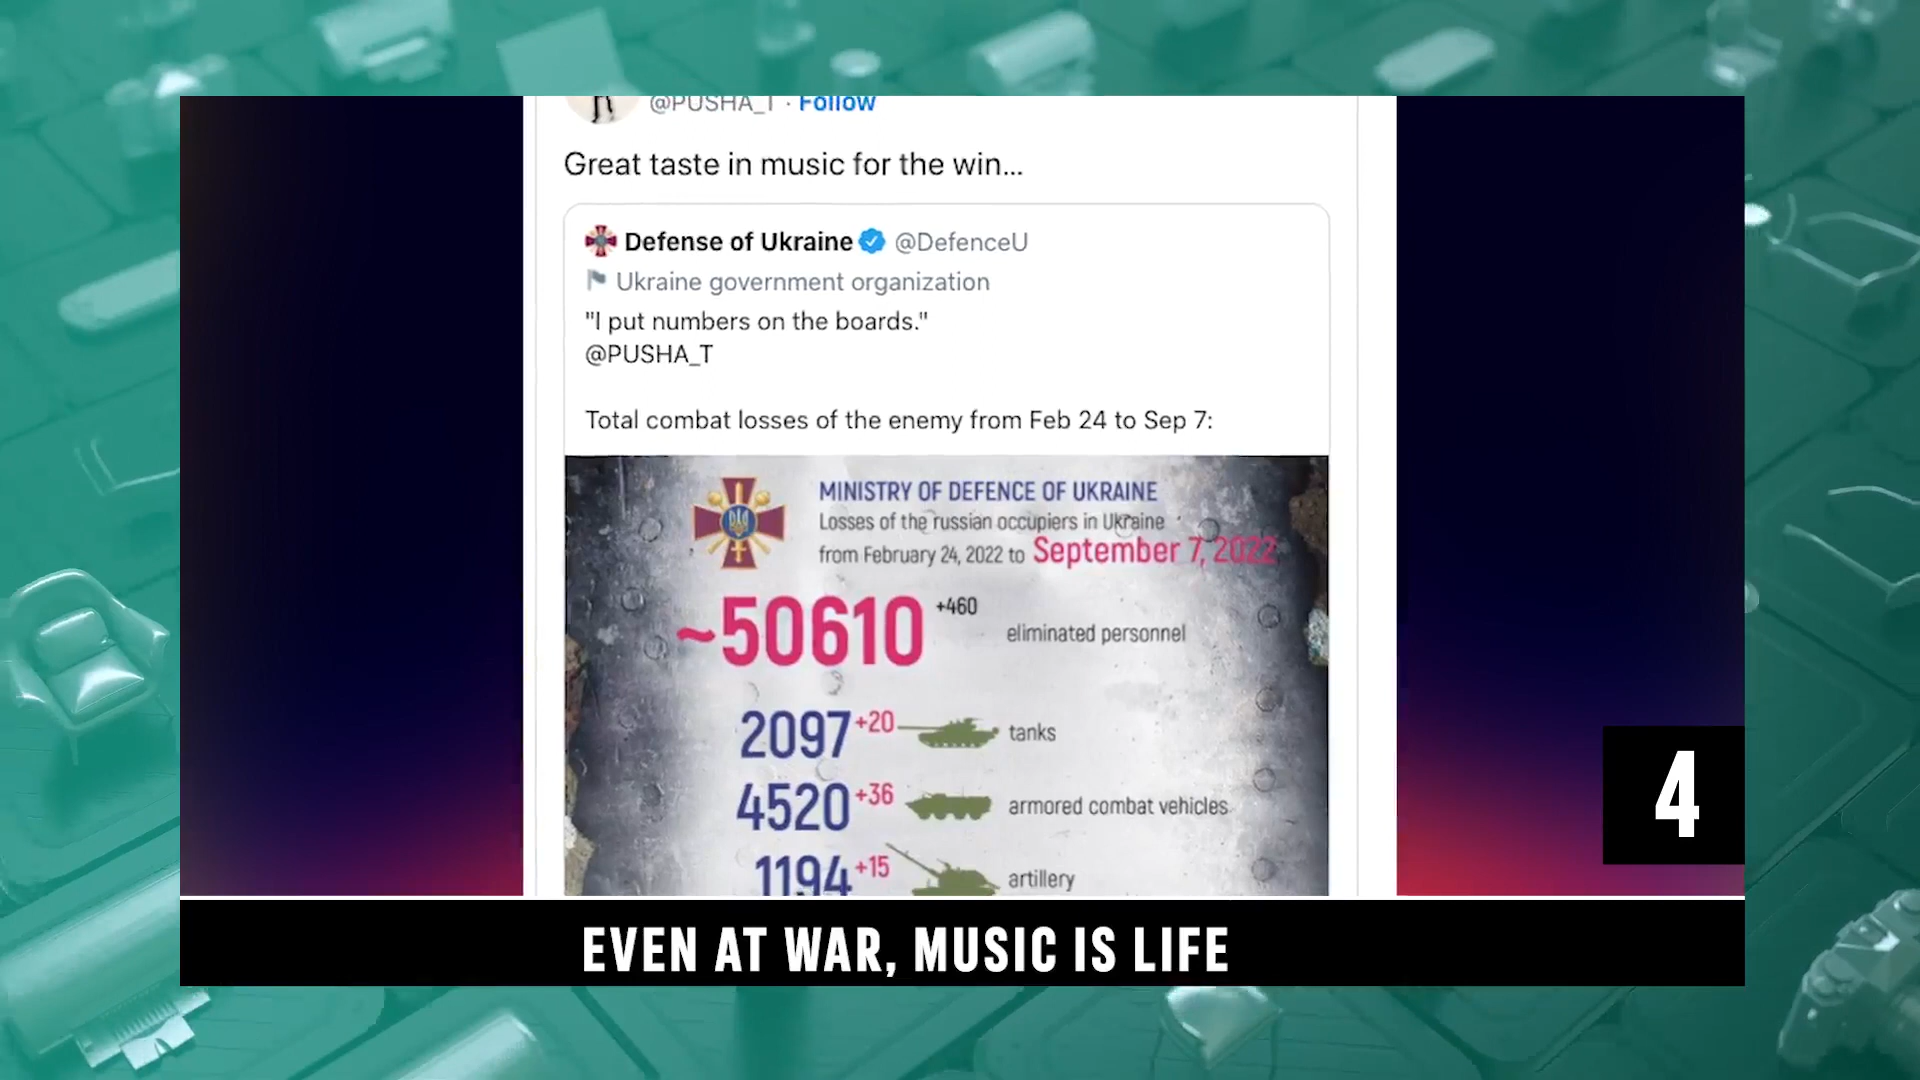 @PUSHA_T · Follow
Great taste in music for the win...
Defense of Ukraine @DefenceU
Ukraine government organization
"I put numbers on the boards."
@PUSHA_T
Total combat losses of the enemy from Feb 24 to Sep 7:
MINISTRY OF DEFENCE OF UKRAINE
Losses of the russian occupiers in Ukraine
from February 24, 2022 to September 7, 2022
~50610 +460 eliminated personnel
2097 +20 tanks
4520 +36 armored combat vehicles
1194 +15 artillery
4
EVEN AT WAR, MUSIC IS LIFE